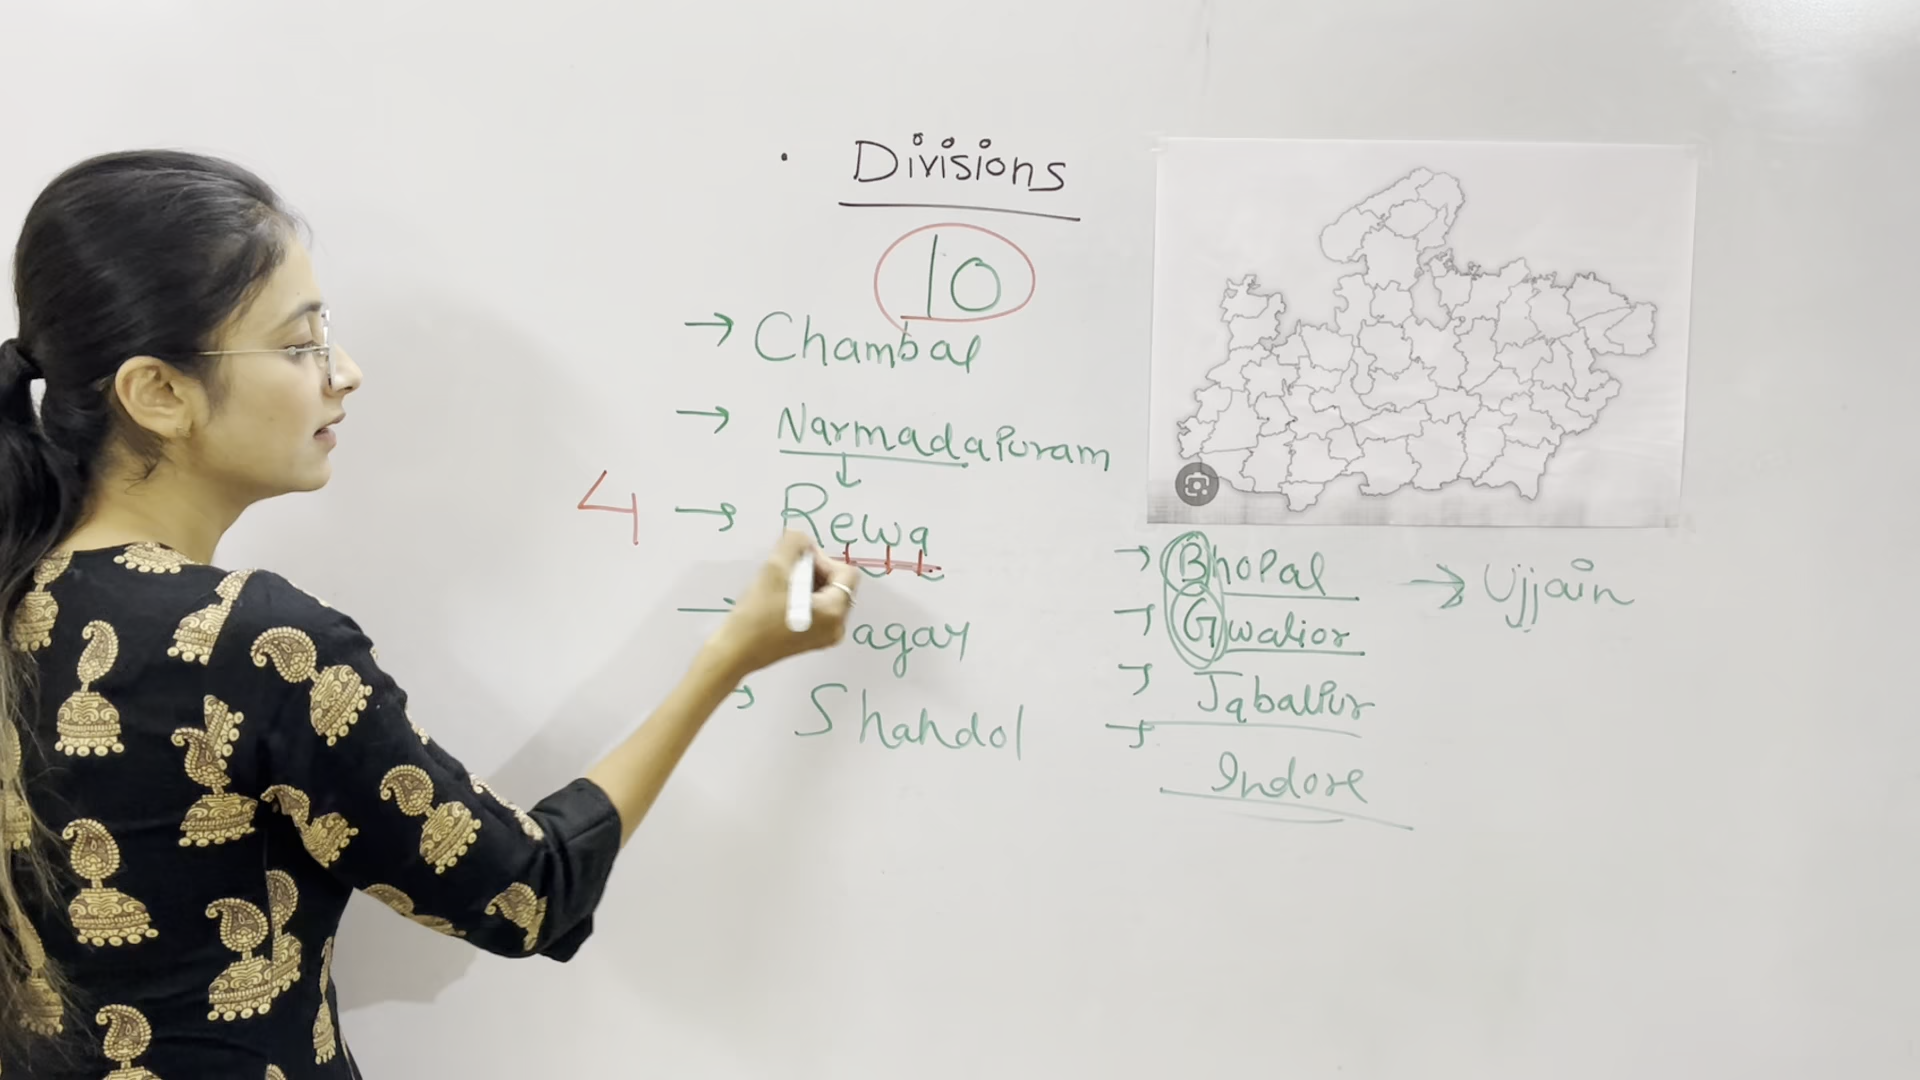 . Divisions
10
→ Chambal
→ Narmadapuram
↓
4 → Rewa
→ agar
→ Shahdol
→ Bhopal → Ujjain
→ Gwalior
→ Jabalpur
→ Indore